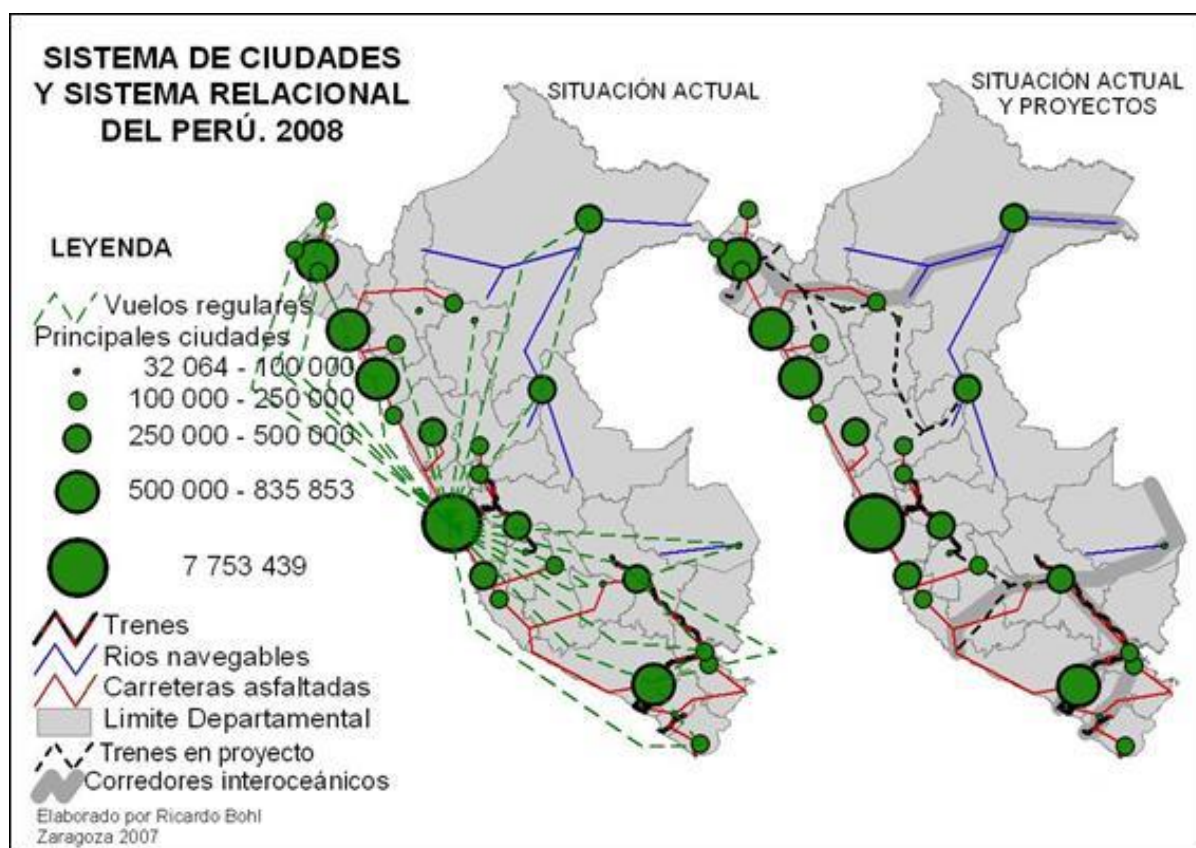 SISTEMA DE CIUDADES
Y SISTEMA RELACIONAL
DEL PERÚ. 2008
SITUACIÓN ACTUAL
SITUACIÓN ACTUAL
Y PROYECTOS
LEYENDA
Vuelos regulares
Principales ciudades
32 064 - 100 000
100 000 - 250 000
250 000 - 500 000
500 000 - 835 853
7 753 439
Trenes
Rios navegables
Carreteras asfaltadas
Limite Departamental
Trenes en proyecto
Corredores interoceánicos
Elaborado por Ricardo Bohl
Zaragoza 2007